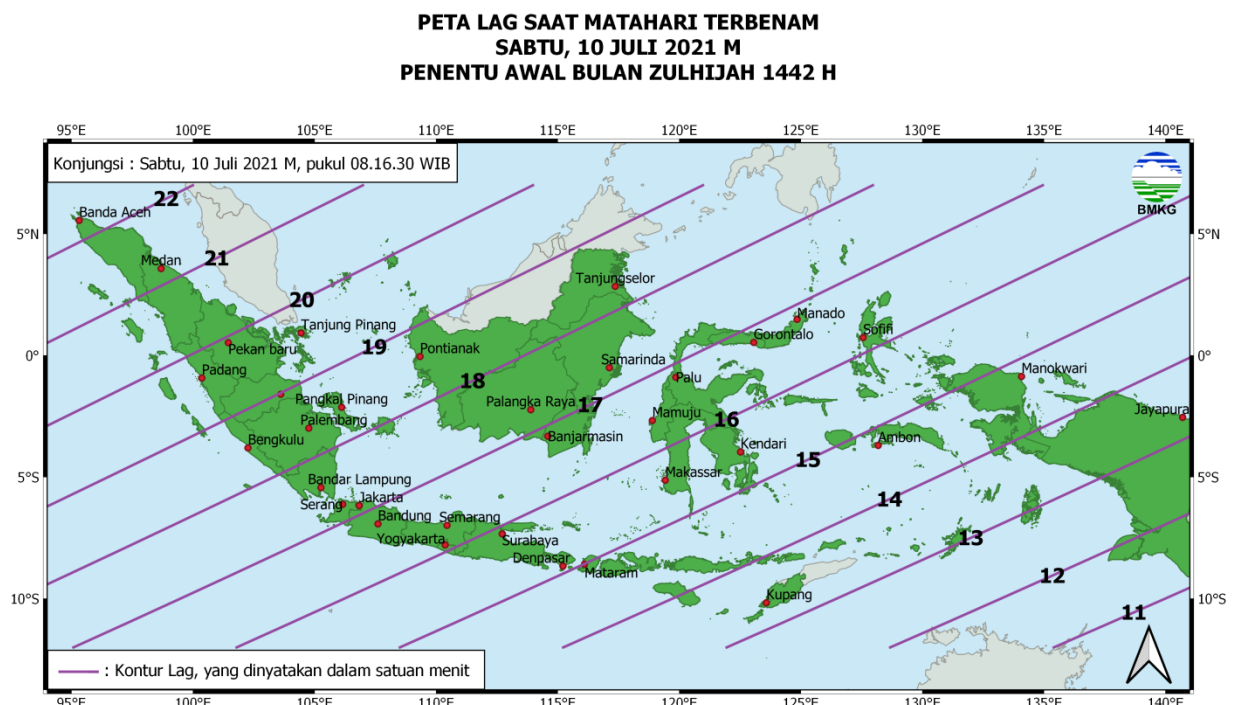 PETA LAG SAAT MATAHARI TERBENAM
SABTU, 10 JULI 2021 M
PENENTU AWAL BULAN ZULHIJAH 1442 H
95°E 100°E 105°E 110°E 115°E 120°E 125°E 130°E 135°E 140°E
Konjungsi : Sabtu, 10 Juli 2021 M, pukul 08.16.30 WIB
BMKG
22
Banda Aceh
5°N 5°N
21
Medan
Tanjungselor
20
Manado
Tanjung Pinang
Sofifi
Gorontalo
19
Pekan baru
Pontianak
0° 0°
Samarinda
Padang
Manokwari
18
Palu
Pangkal Pinang
Palangka Raya
17
Jayapura
Mamuju
16
Palembang
Banjarmasin
Bengkulu
Kendari
Ambon
15
Makassar
5°S 5°S
Bandar Lampung
14
Serang
Jakarta
Bandung
Semarang
13
Yogyakarta
Surabaya
Denpasar
Mataram
12
Kupang
10°S 10°S
11
: Kontur Lag, yang dinyatakan dalam satuan menit
95°E 100°E 105°E 110°E 115°E 120°E 125°E 130°E 135°E 140°E